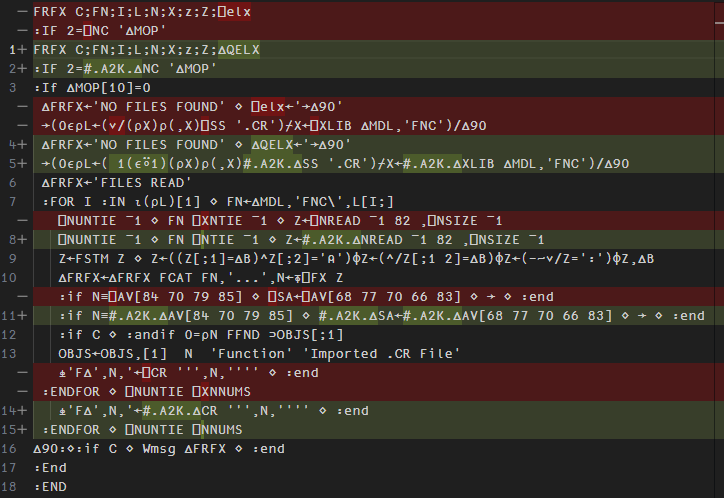 − FRFX C;FN;I;L;N;X;z;Z;⎕elx
− :IF 2=⎕NC '∆MOP'
1+ FRFX C;FN;I;L;N;X;z;Z;∆QELX
2+ :IF 2=#.A2K.∆NC '∆MOP'
3 :If ∆MOP[10]=0
− ∆FRFX←'NO FILES FOUND' ⋄ ⎕elx←'→∆90'
− →(0∊⍴L←(∨/(⍴X)⍴(,X)⎕SS '.CR')⌿X←⎕XLIB ∆MDL,'FNC')/∆90
4+ ∆FRFX←'NO FILES FOUND' ⋄ ∆QELX←'→∆90'
5+ →(0∊⍴L←( 1(∊⍤1)(⍴X)⍴(,X)#.A2K.∆SS '.CR')⌿X←#.A2K.∆XLIB ∆MDL,'FNC')/∆90
6 ∆FRFX←'FILES READ'
7 :FOR I :IN ⍳(⍴L)[1] ⋄ FN←∆MDL,'FNC\',L[I;]
− ⎕NUNTIE ¯1 ⋄ FN ⎕XNTIE ¯1 ⋄ Z←⎕NREAD ¯1 82 ,⎕NSIZE ¯1
8+ ⎕NUNTIE ¯1 ⋄ FN ⎕NTIE ¯1 ⋄ Z←#.A2K.∆NREAD ¯1 82 ,⎕NSIZE ¯1
9 Z←FSTM Z ⋄ Z←((Z[;1]=∆B)^Z[;2]='⍝')⌽Z←(^/Z[;1 2]=∆B)⌽Z←(~~∨/Z=':')⌽Z,∆B
10 ∆FRFX←∆FRFX FCAT FN,'...',N←⍕⎕FX Z
− :if N≡⎕AV[84 70 79 85] ⋄ ⎕SA←⎕AV[68 77 70 66 83] ⋄ → ⋄ :end
11+ :if N≡#.A2K.∆AV[84 70 79 85] ⋄ #.A2K.∆SA←#.A2K.∆AV[68 77 70 66 83] ⋄ → ⋄ :end
12 :if C ⋄ :andif 0=⍴N FFND ⊃OBJS[;1]
13 OBJS←OBJS,[1] N 'Function' 'Imported .CR File'
− ⍎'F∆',N,'←⎕CR ''',N,'''' ⋄ :end
− :ENDFOR ⋄ ⎕NUNTIE ⎕XNNUMS
14+ ⍎'F∆',N,'←#.A2K.∆CR ''',N,'''' ⋄ :end
15+ :ENDFOR ⋄ ⎕NUNTIE ⎕NNUMS
16 ∆90:⋄:if C ⋄ Wmsg ∆FRFX ⋄ :end
17 :End
18 :END